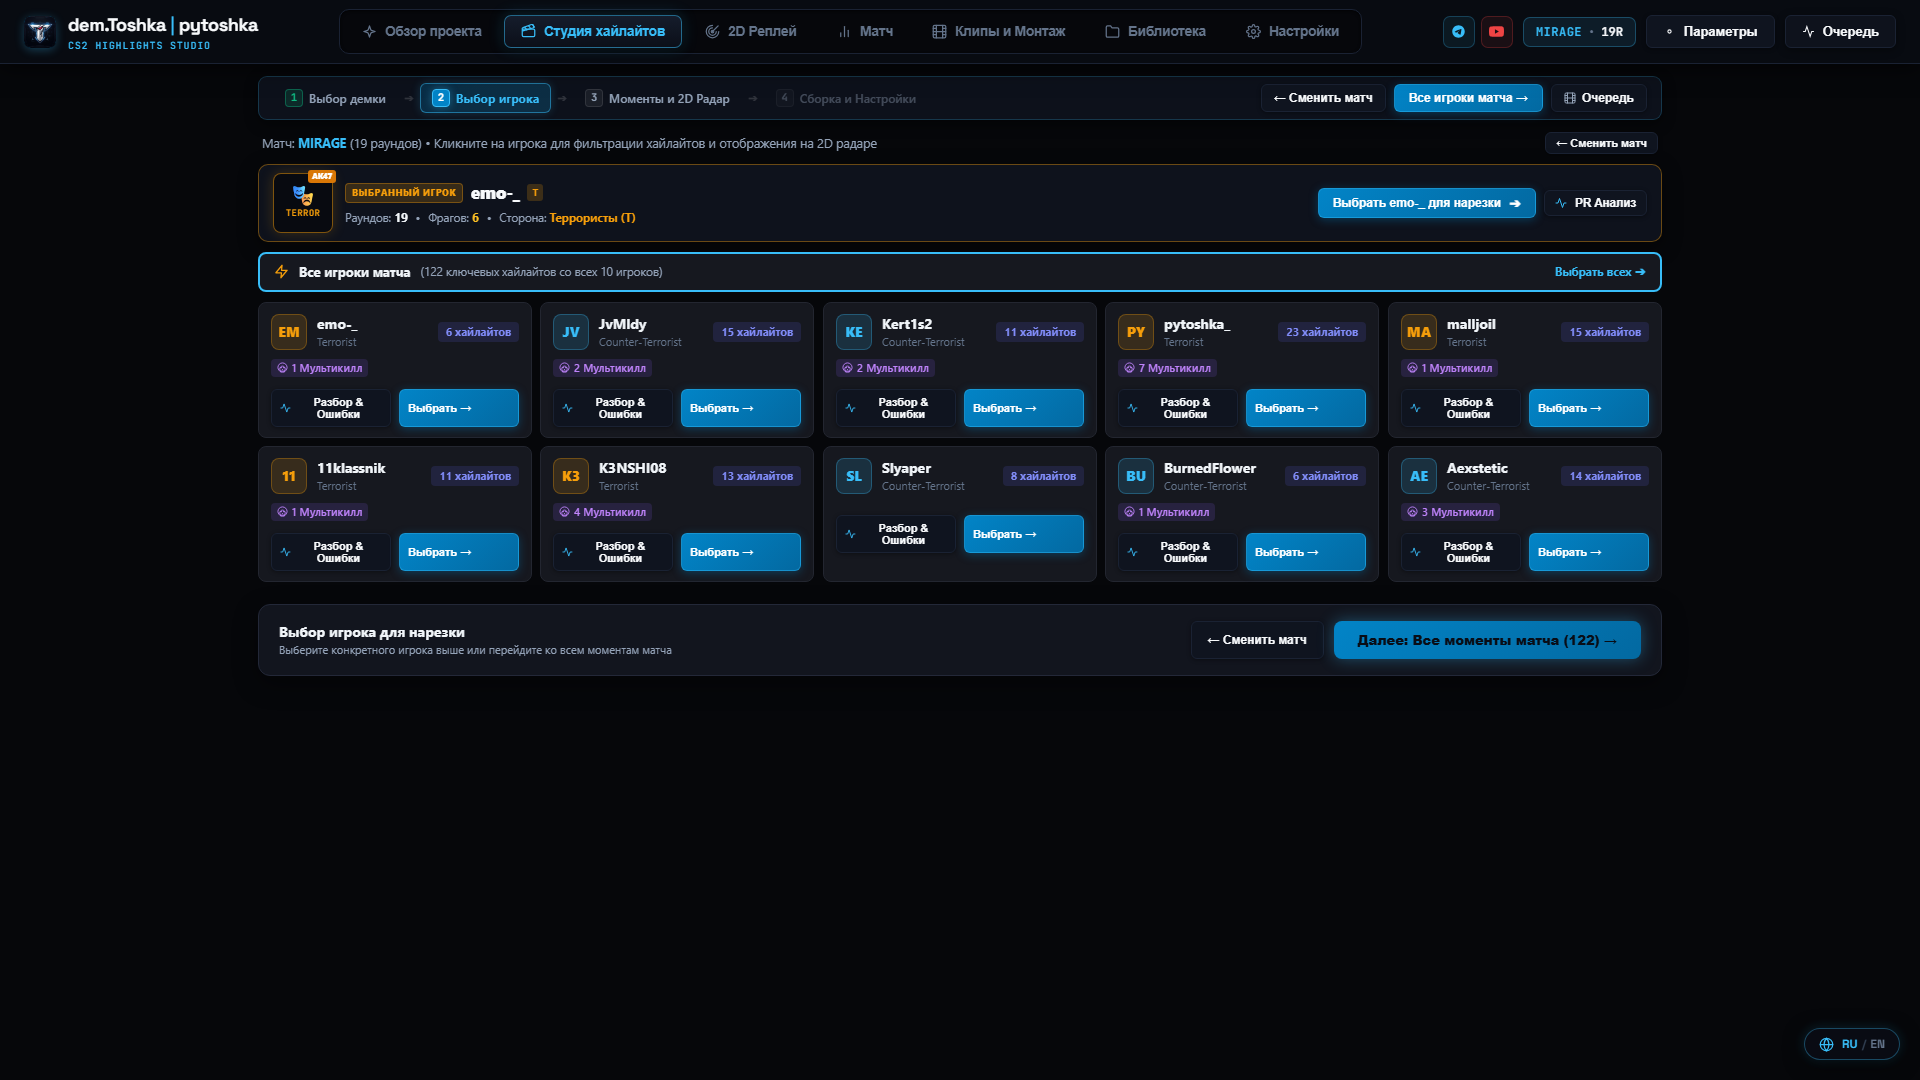 dem.Toshka | pytoshka
CS2 HIGHLIGHTS STUDIO
Обзор проекта
Студия хайлайтов
2D Реплей
Матч
Клипы и Монтаж
Библиотека
Настройки
MIRAGE • 19R
Параметры
Очередь
1 Выбор демки → 2 Выбор игрока → 3 Моменты и 2D Радар → 4 Сборка и Настройки
← Сменить матч
Все игроки матча →
Очередь
Матч: MIRAGE (19 раундов) • Кликните на игрока для фильтрации хайлайтов и отображения на 2D радаре
← Сменить матч
AK47
TERROR
ВЫБРАННЫЙ ИГРОК emo-_ T
Раундов: 19 • Фрагов: 6 • Сторона: Террористы (T)
Выбрать emo-_ для нарезки ➔
PR Анализ
Все игроки матча (122 ключевых хайлайтов со всех 10 игроков)
Выбрать всех ➔
EM
emo-_
Terrorist
6 хайлайтов
1 Мультикилл
Разбор &
Ошибки
Выбрать →
JV
JvMldy
Counter-Terrorist
15 хайлайтов
2 Мультикилл
Разбор &
Ошибки
Выбрать →
KE
Kert1s2
Counter-Terrorist
11 хайлайтов
2 Мультикилл
Разбор &
Ошибки
Выбрать →
PY
pytoshka_
Terrorist
23 хайлайтов
7 Мультикилл
Разбор &
Ошибки
Выбрать →
MA
malljoil
Terrorist
15 хайлайтов
1 Мультикилл
Разбор &
Ошибки
Выбрать →
11
11klassnik
Terrorist
11 хайлайтов
1 Мультикилл
Разбор &
Ошибки
Выбрать →
K3
K3NSHI08
Terrorist
13 хайлайтов
4 Мультикилл
Разбор &
Ошибки
Выбрать →
SL
Slyaper
Counter-Terrorist
8 хайлайтов
Разбор &
Ошибки
Выбрать →
BU
BurnedFlower
Counter-Terrorist
6 хайлайтов
1 Мультикилл
Разбор &
Ошибки
Выбрать →
AE
Aexstetic
Counter-Terrorist
14 хайлайтов
3 Мультикилл
Разбор &
Ошибки
Выбрать →
Выбор игрока для нарезки
Выберите конкретного игрока выше или перейдите ко всем моментам матча
← Сменить матч
Далее: Все моменты матча (122) →
RU / EN